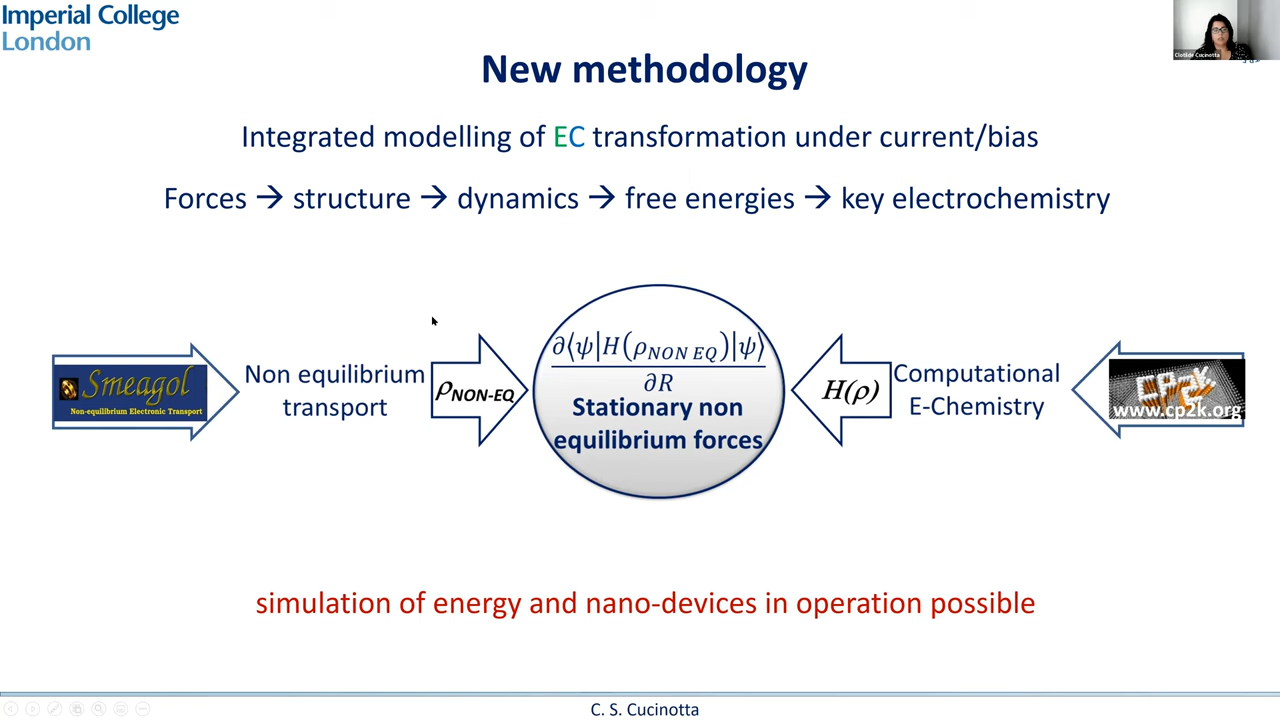 Imperial College
London
Clotilde Cucinotta
New methodology
Integrated modelling of EC transformation under current/bias
Forces → structure → dynamics → free energies → key electrochemistry
Smeagol
Non-equilibrium Electronic Transport
Non equilibrium
transport
ρNON-EQ
∂⟨ψ|H(ρNON EQ)|ψ⟩
∂R
Stationary non
equilibrium forces
H(ρ)
Computational
E-Chemistry
CP2K
www.cp2k.org
simulation of energy and nano-devices in operation possible
C. S. Cucinotta